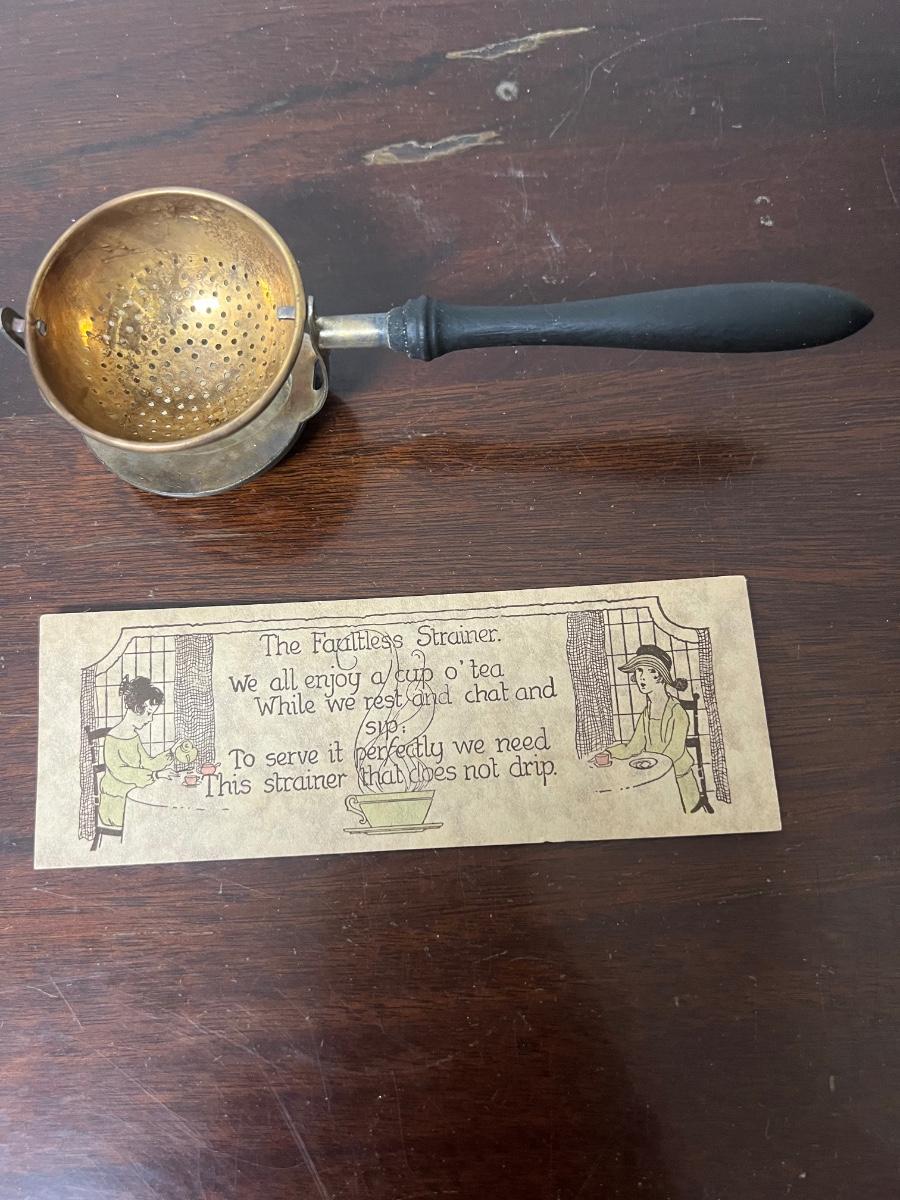 The Faultless Strainer.
We all enjoy a cup o' tea
While we rest and chat and
sip.
To serve it perfectly we need
This strainer that does not drip.